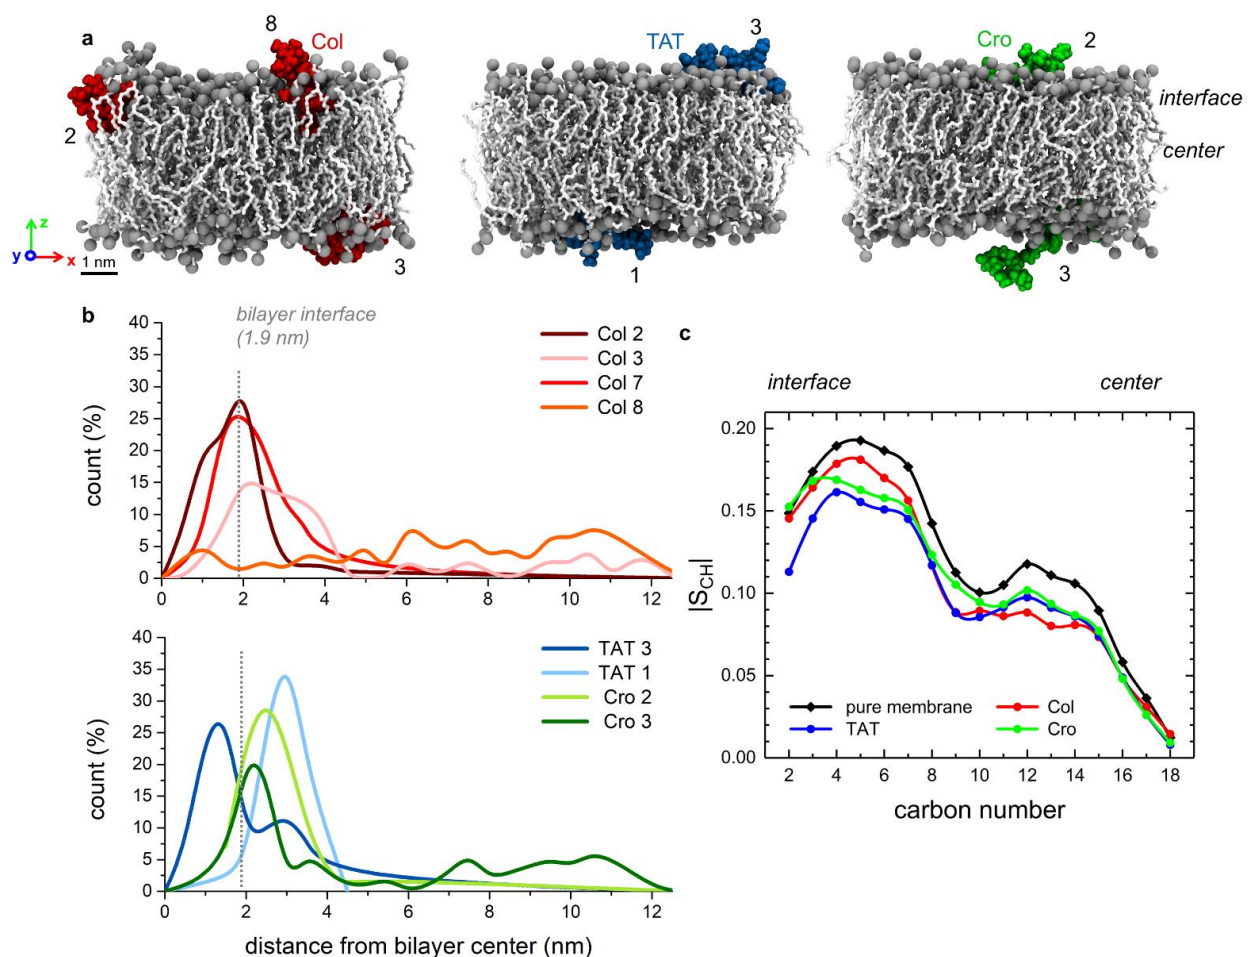 a
8
Col
2
3
z
y
x
1 nm
TAT
3
1
Cro
2
3
interface
center
b
bilayer interface
(1.9 nm)
40
35
30
25
20
15
10
5
0
count (%)
Col 2
Col 3
Col 7
Col 8
0 2 4 6 8 10 12
40
35
30
25
20
15
10
5
0
count (%)
TAT 3
TAT 1
Cro 2
Cro 3
0 2 4 6 8 10 12
distance from bilayer center (nm)
c
interface center
0.20
0.15
0.10
0.05
0.00
|S_CH|
pure membrane
TAT
Col
Cro
2 4 6 8 10 12 14 16 18
carbon number